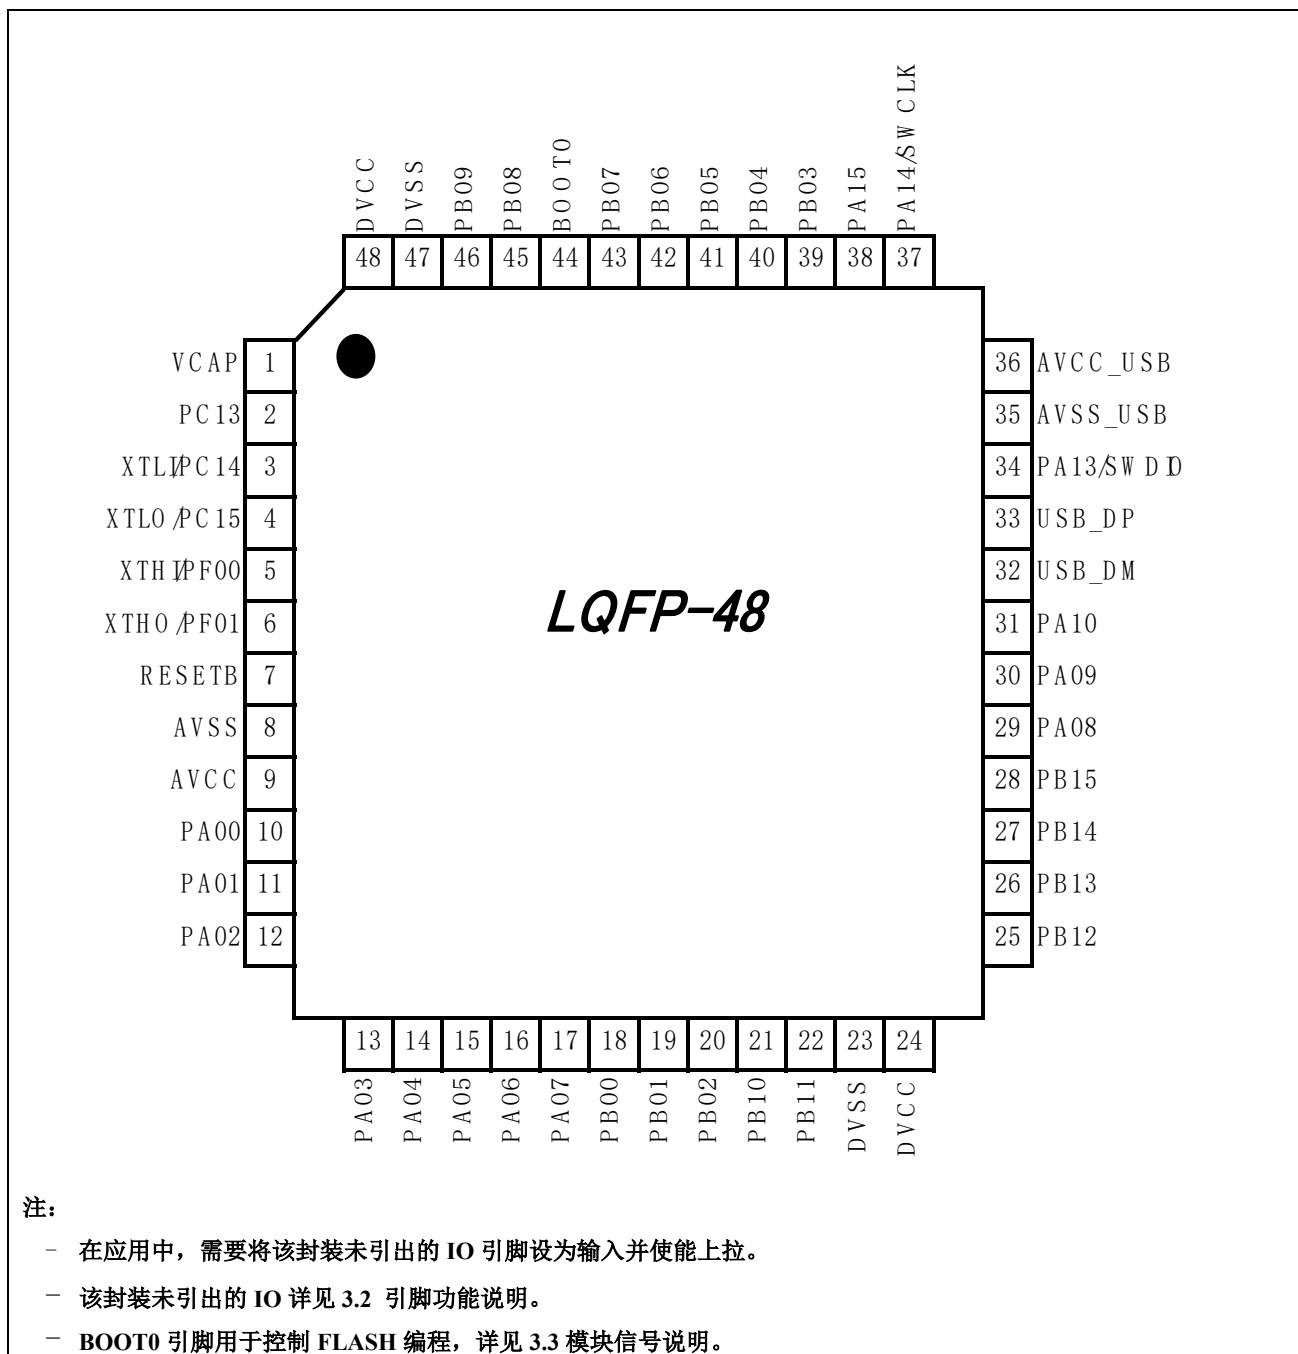 DVCC
DVSS
PB09
PB08
BOOT0
PB07
PB06
PB05
PB04
PB03
PA15
PA14/SWCLK
48 47 46 45 44 43 42 41 40 39 38 37
VCAP 1
PC13 2
XTLI/PC14 3
XTLO/PC15 4
XTHI/PF00 5
XTHO/PF01 6
RESETB 7
AVSS 8
AVCC 9
PA00 10
PA01 11
PA02 12
LQFP-48
36 AVCC_USB
35 AVSS_USB
34 PA13/SWDIO
33 USB_DP
32 USB_DM
31 PA10
30 PA09
29 PA08
28 PB15
27 PB14
26 PB13
25 PB12
13 14 15 16 17 18 19 20 21 22 23 24
PA03
PA04
PA05
PA06
PA07
PB00
PB01
PB02
PB10
PB11
DVSS
DVCC
注：
－ 在应用中，需要将该封装未引出的 IO 引脚设为输入并使能上拉。
－ 该封装未引出的 IO 详见 3.2 引脚功能说明。
－ BOOT0 引脚用于控制 FLASH 编程，详见 3.3 模块信号说明。